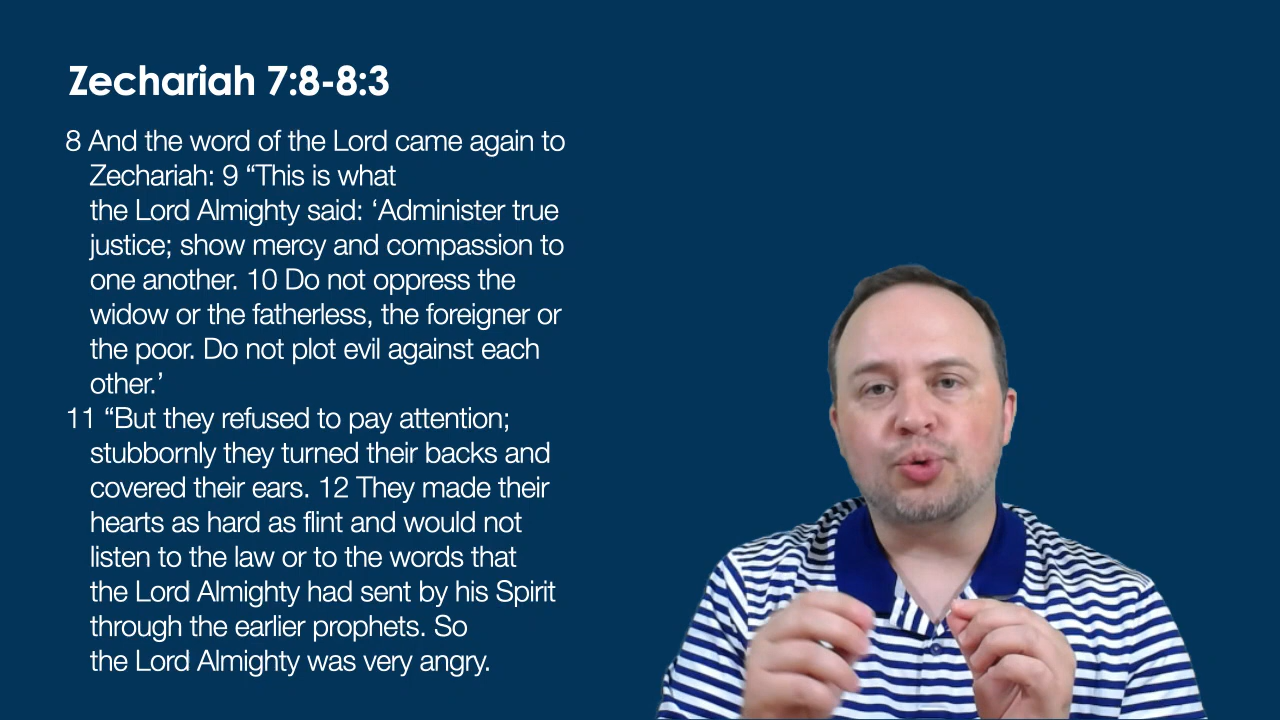 Zechariah 7:8-8:3
8 And the word of the Lord came again to
Zechariah: 9 “This is what
the Lord Almighty said: ‘Administer true
justice; show mercy and compassion to
one another. 10 Do not oppress the
widow or the fatherless, the foreigner or
the poor. Do not plot evil against each
other.’
11 “But they refused to pay attention;
stubbornly they turned their backs and
covered their ears. 12 They made their
hearts as hard as flint and would not
listen to the law or to the words that
the Lord Almighty had sent by his Spirit
through the earlier prophets. So
the Lord Almighty was very angry.